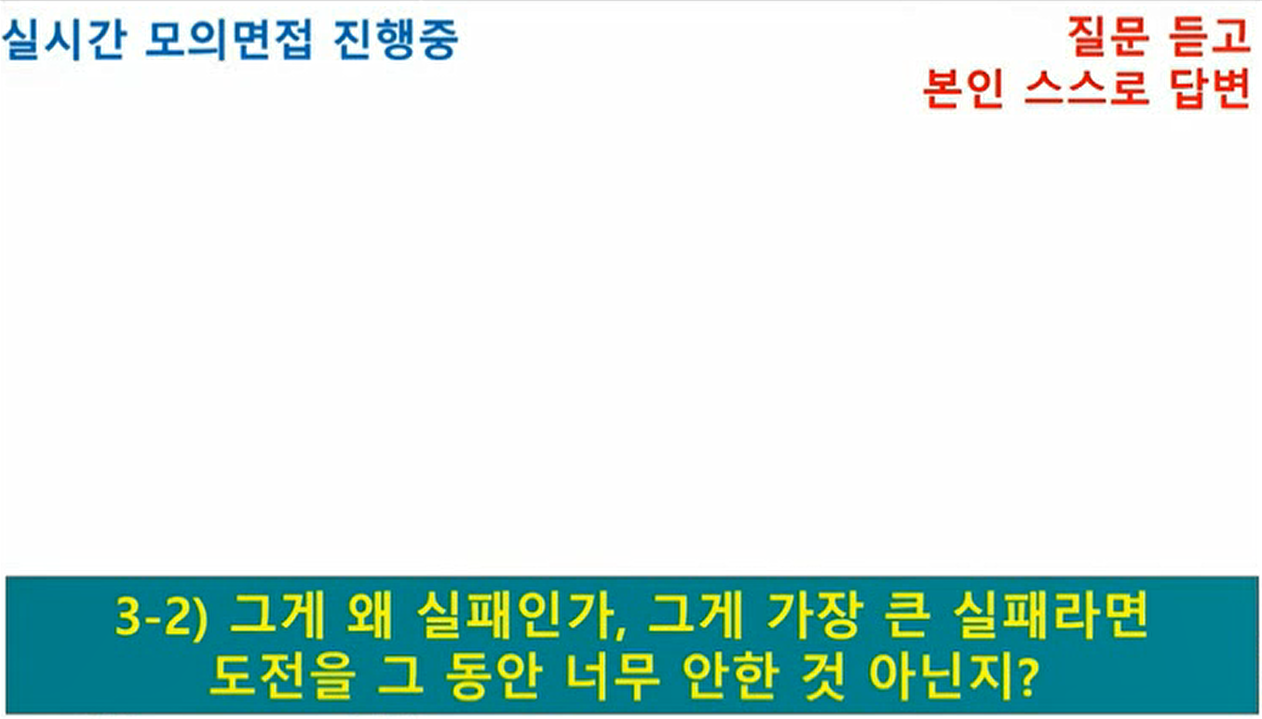 실시간 모의면접 진행중
질문 듣고
본인 스스로 답변
3-2) 그게 왜 실패인가, 그게 가장 큰 실패라면
도전을 그 동안 너무 안한 것 아닌지?